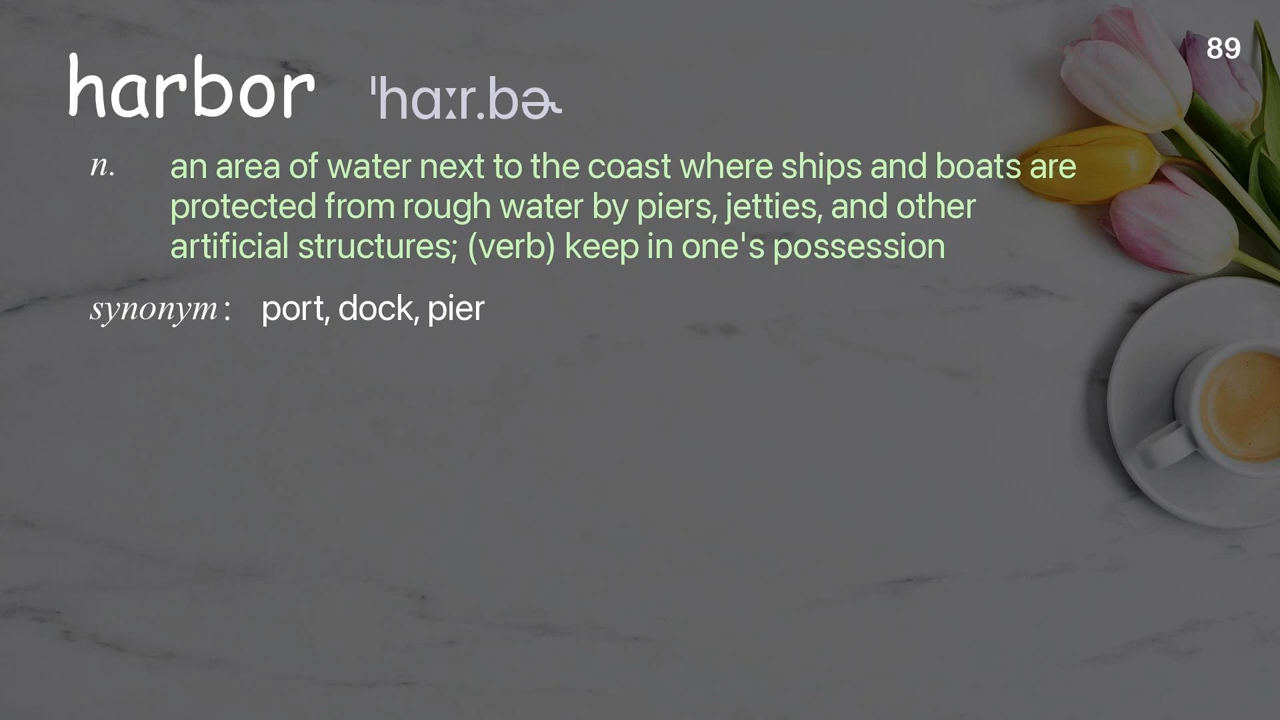 89
harbor ˈhɑːr.bɚ
n. an area of water next to the coast where ships and boats are
protected from rough water by piers, jetties, and other
artificial structures; (verb) keep in one's possession
synonym: port, dock, pier